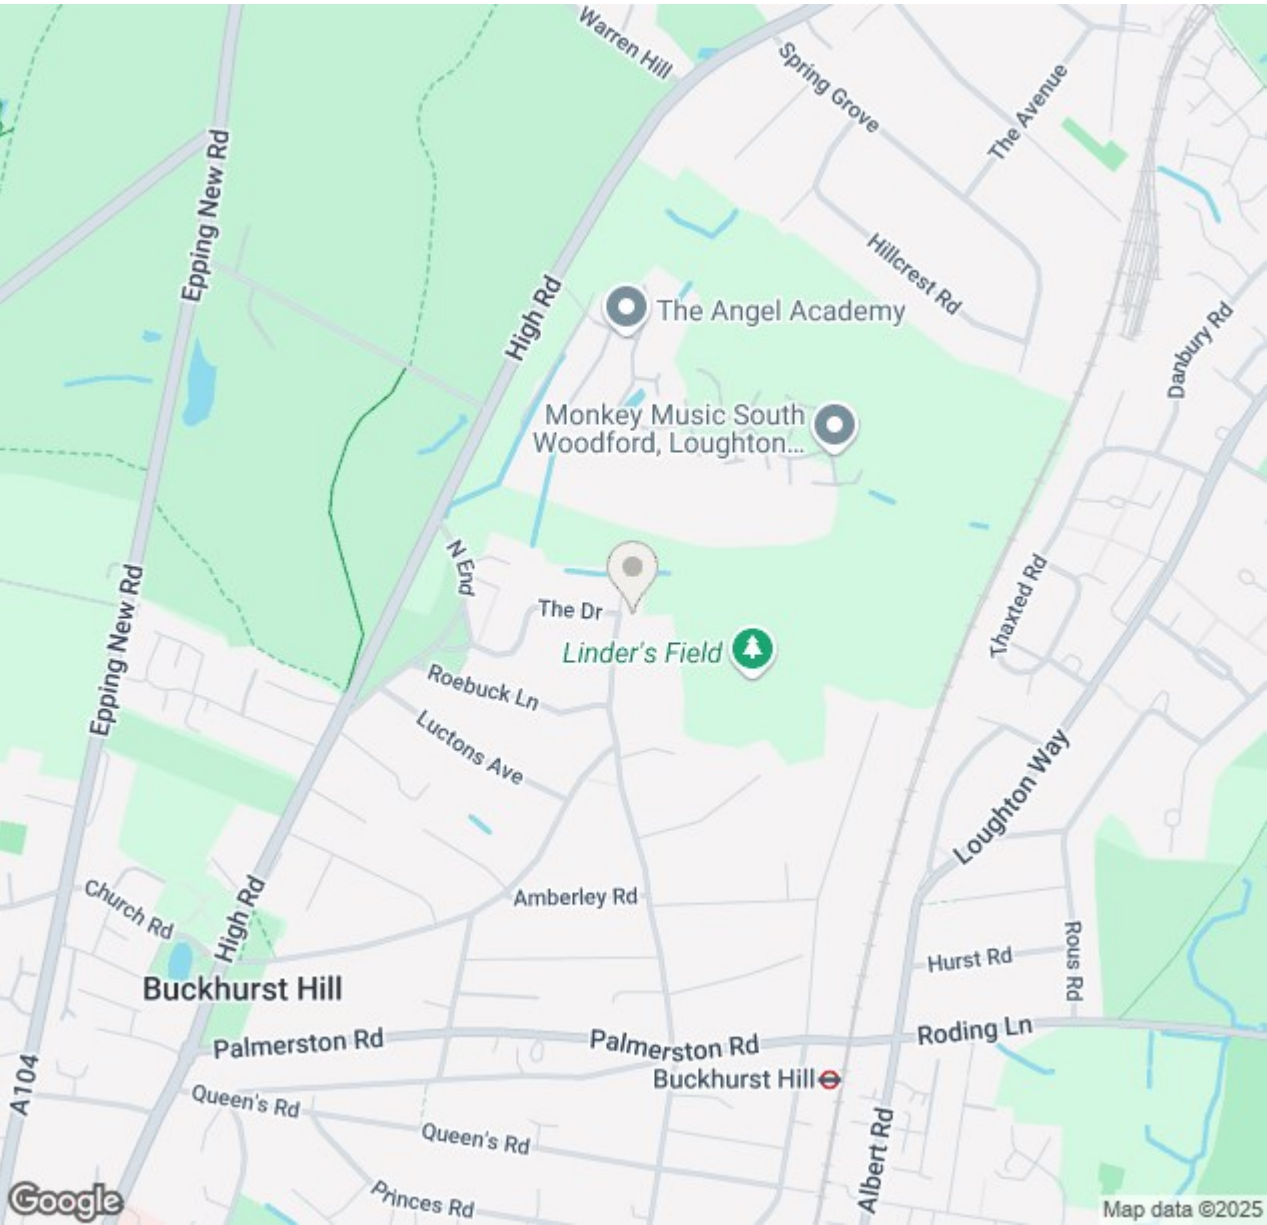 Warren Hill
Spring Grove
The Avenue
Epping New Rd
High Rd
Hillcrest Rd
The Angel Academy
Danbury Rd
Monkey Music South
Woodford, Loughton...
N End
Thaxted Rd
The Dr
Linder's Field
Epping New Rd
Roebuck Ln
Luctons Ave
Loughton Way
Amberley Rd
Church Rd
High Rd
Hurst Rd
Rous Rd
Buckhurst Hill
Palmerston Rd
Palmerston Rd
Roding Ln
Buckhurst Hill
A104
Queen's Rd
Queen's Rd
Albert Rd
Princes Rd
Google
Map data ©2025